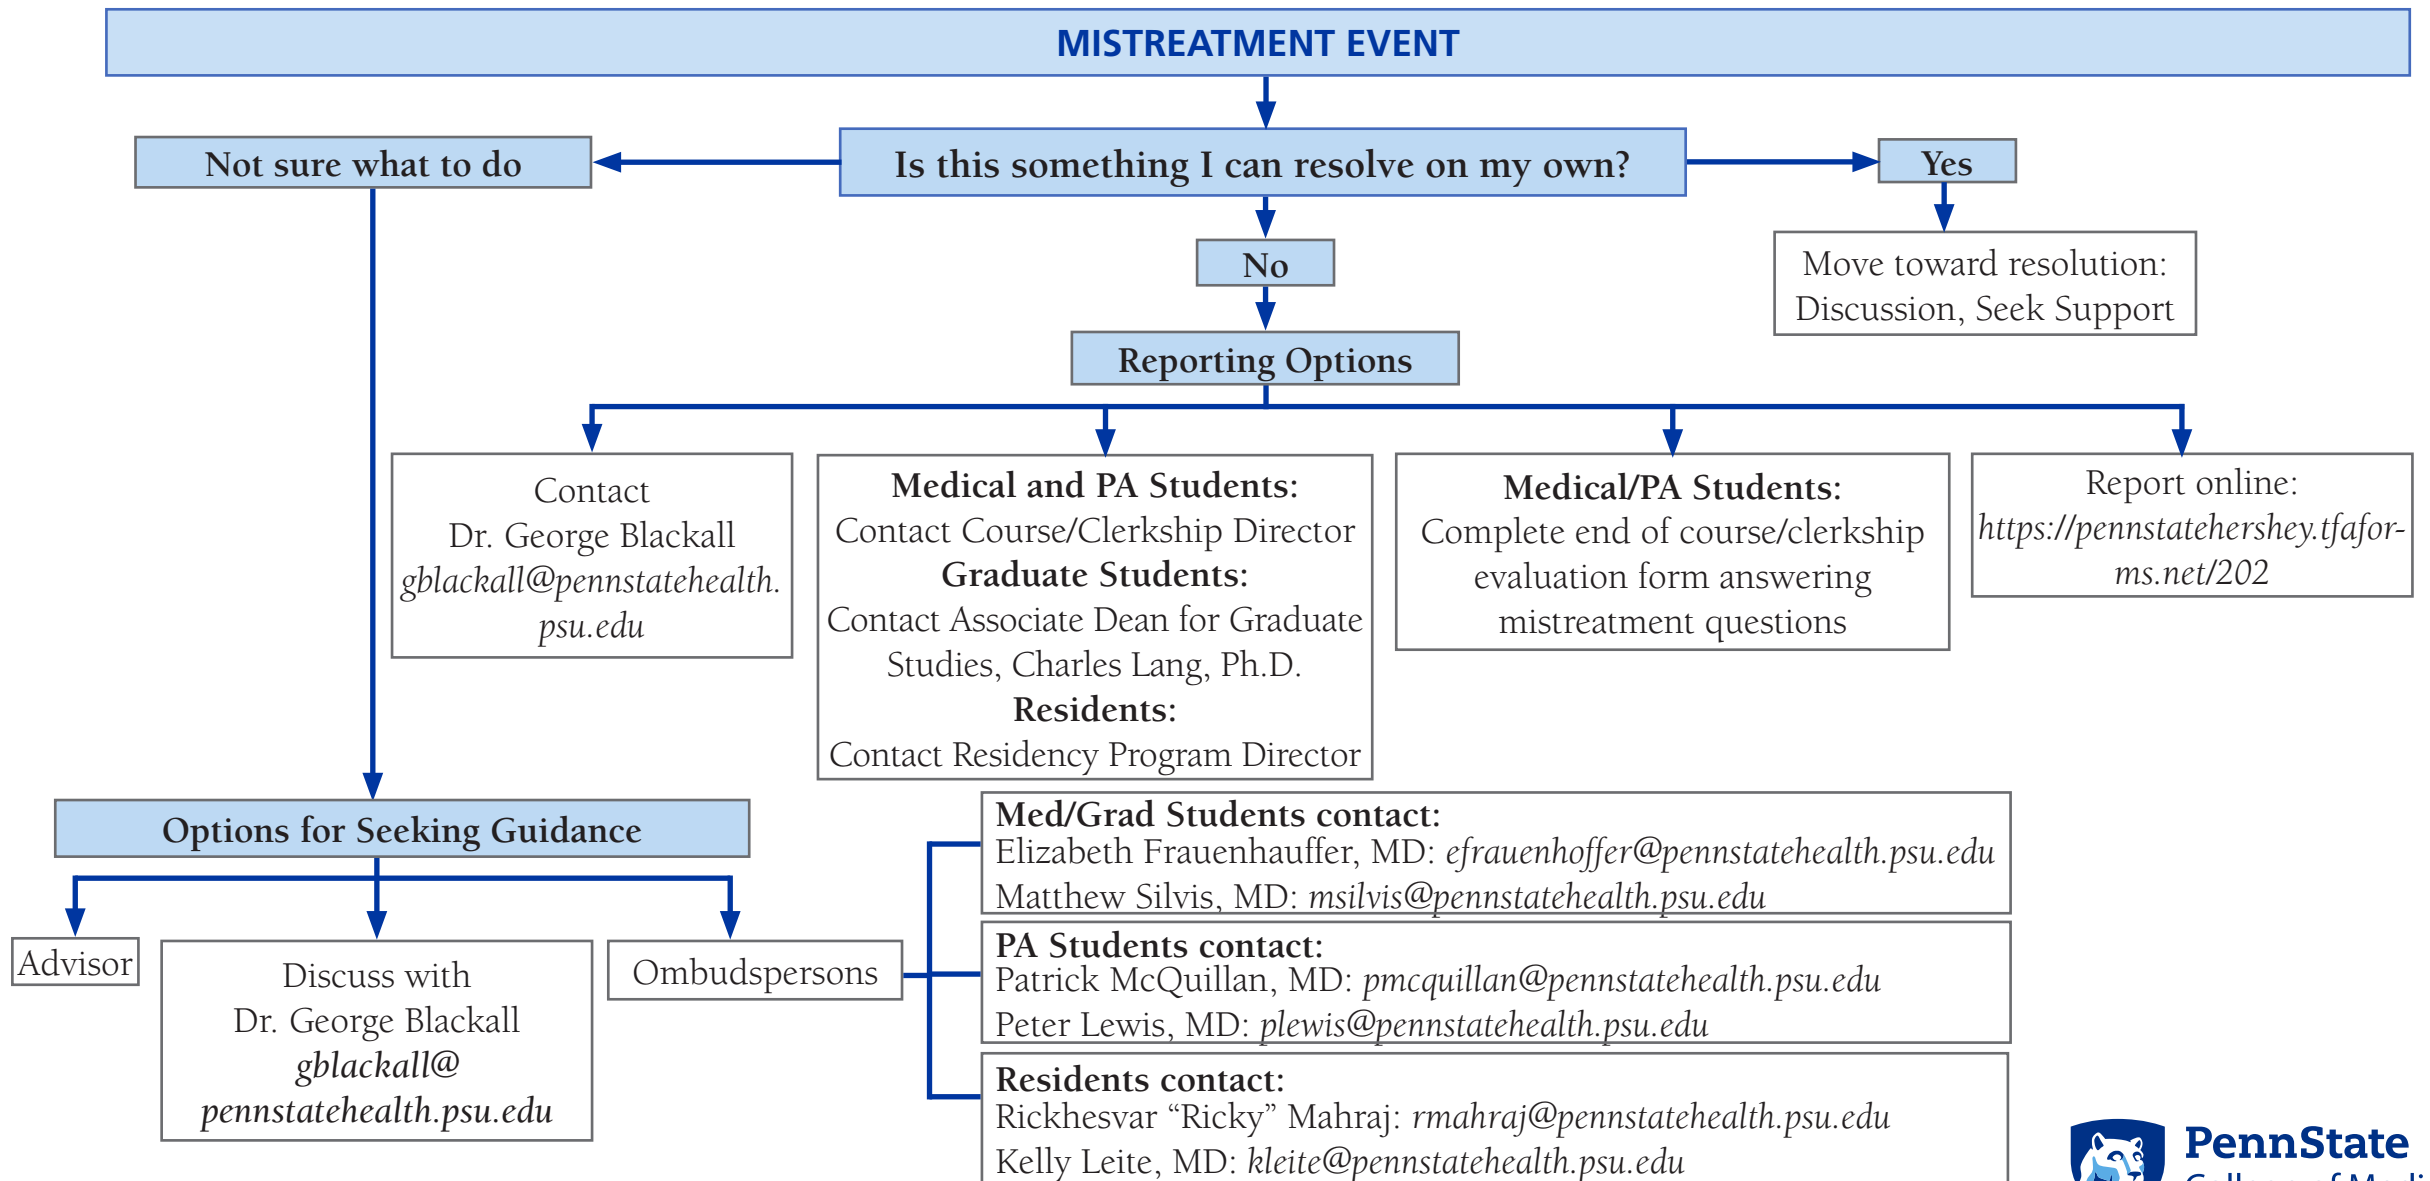 MISTREATMENT EVENT
Not sure what to do
Is this something I can resolve on my own?
Yes
Move toward resolution:
Discussion, Seek Support
No
Reporting Options
Contact
Dr. George Blackall
gblackall@pennstatehealth.
psu.edu
Medical and PA Students:
Contact Course/Clerkship Director
Graduate Students:
Contact Associate Dean for Graduate
Studies, Charles Lang, Ph.D.
Residents:
Contact Residency Program Director
Medical/PA Students:
Complete end of course/clerkship
evaluation form answering
mistreatment questions
Report online:
https://pennstatehershey.tfafor-
ms.net/202
Options for Seeking Guidance
Advisor
Discuss with
Dr. George Blackall
gblackall@
pennstatehealth.psu.edu
Ombudspersons
Med/Grad Students contact:
Elizabeth Frauenhauffer, MD: efrauenhoffer@pennstatehealth.psu.edu
Matthew Silvis, MD: msilvis@pennstatehealth.psu.edu
PA Students contact:
Patrick McQuillan, MD: pmcquillan@pennstatehealth.psu.edu
Peter Lewis, MD: plewis@pennstatehealth.psu.edu
Residents contact:
Rickhesvar “Ricky” Mahraj: rmahraj@pennstatehealth.psu.edu
Kelly Leite, MD: kleite@pennstatehealth.psu.edu
PennState
College of